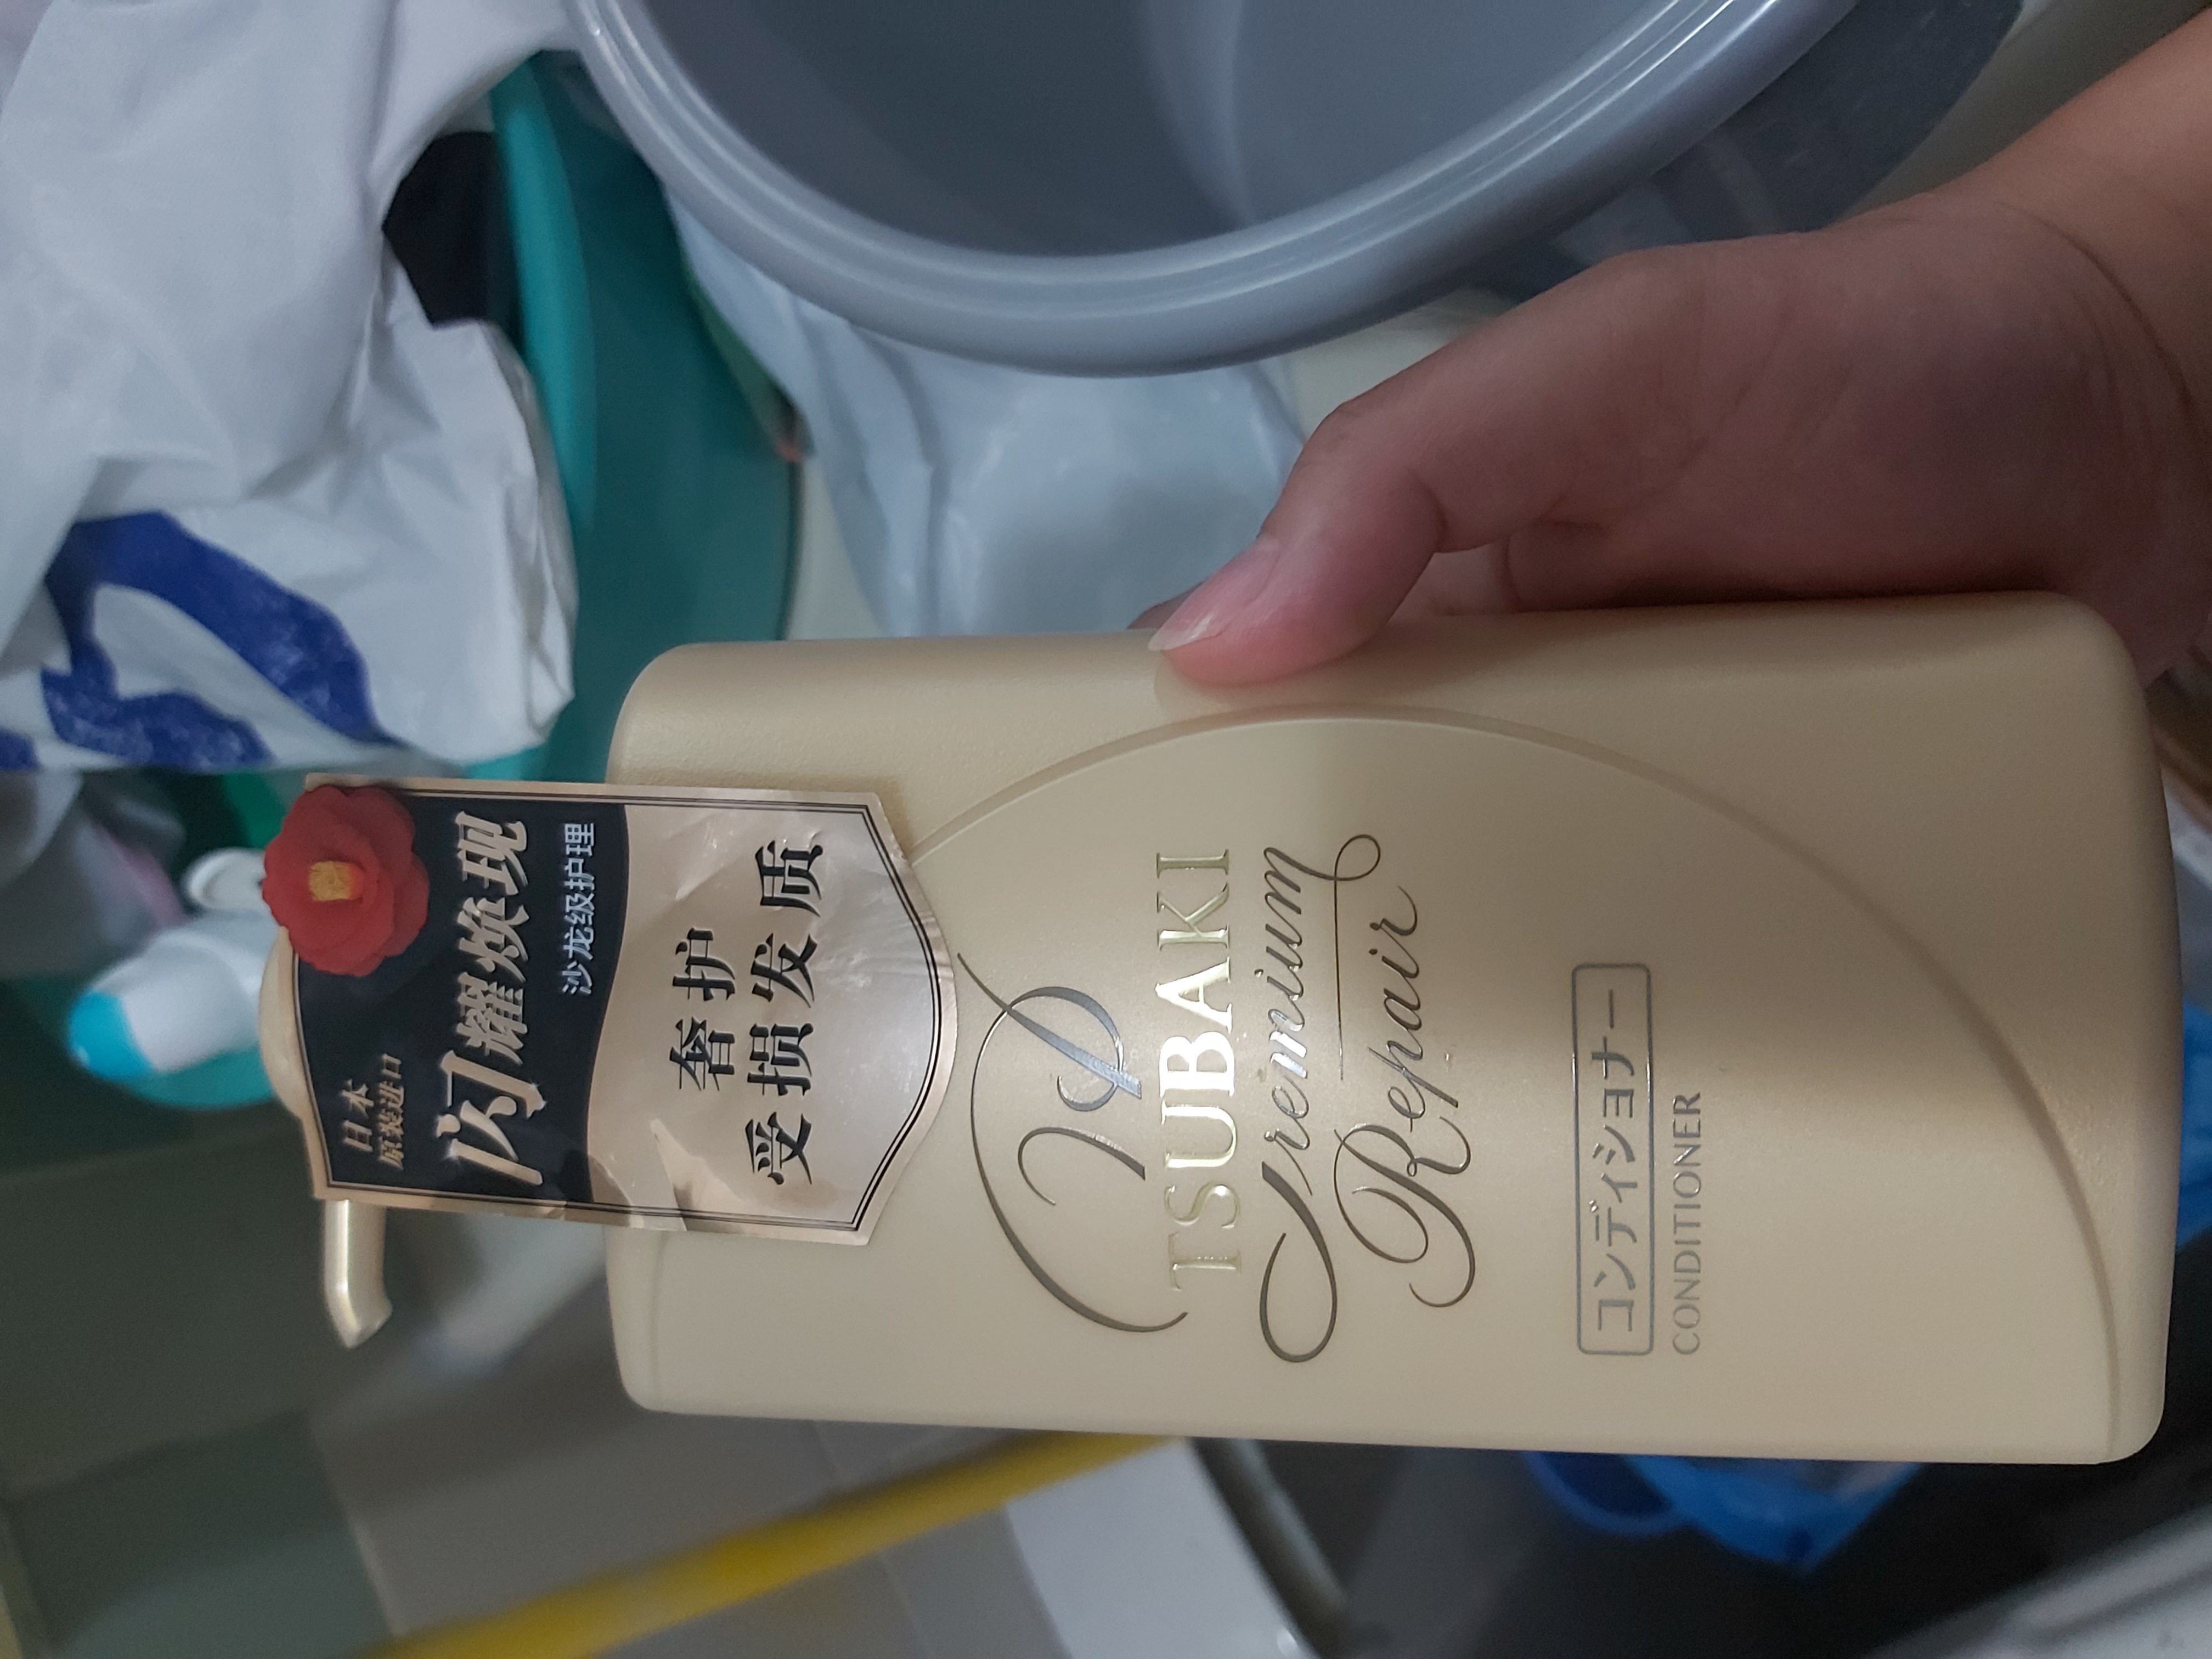 日本
原装进口
闪耀焕现
沙龙级护理
奢护
受损发质
TSUBAKI
Premium
Repair
コンディショナー
CONDITIONER